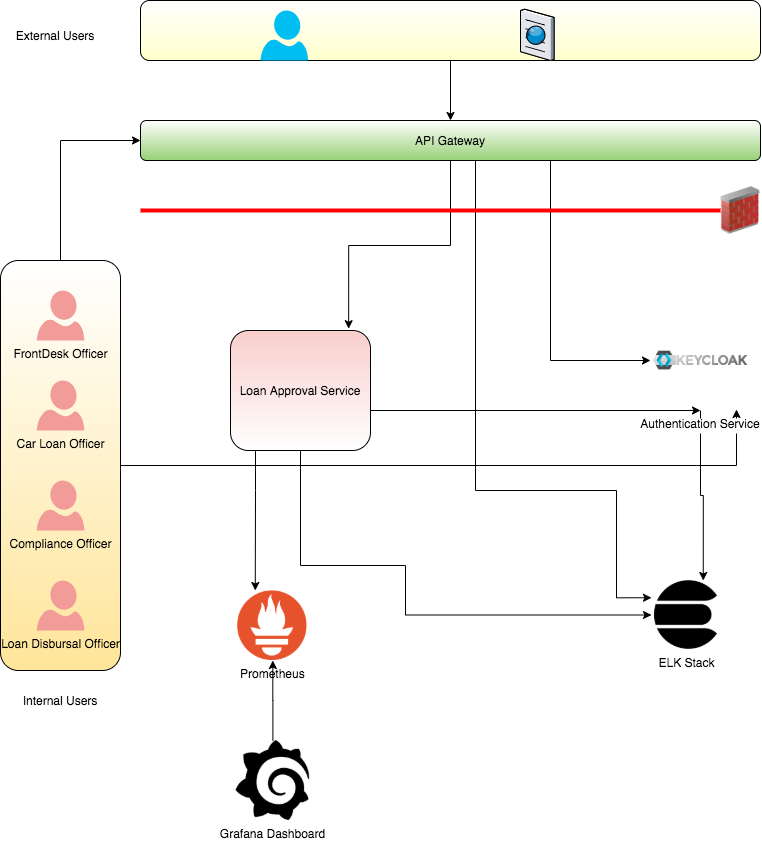 External Users
API Gateway
FrontDesk Officer
KEYCLOAK
Loan Approval Service
Authentication Service
Car Loan Officer
Compliance Officer
Loan Disbursal Officer
ELK Stack
Prometheus
Internal Users
Grafana Dashboard